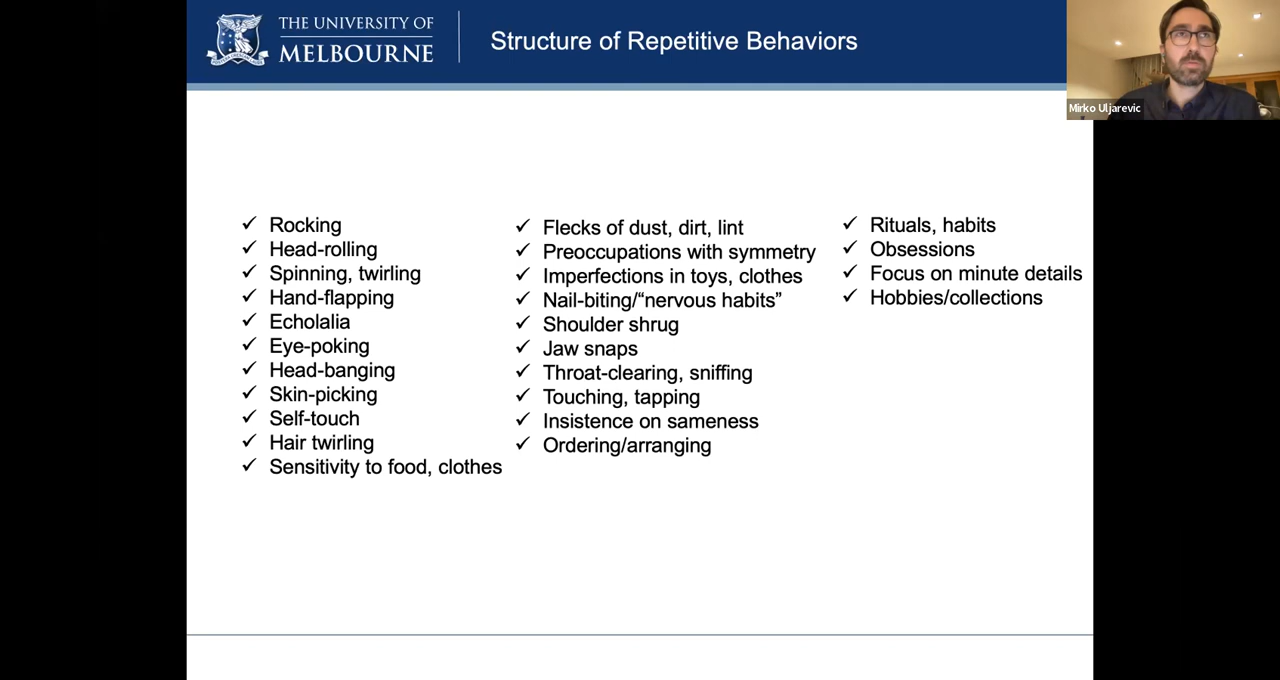 THE UNIVERSITY OF
MELBOURNE
Structure of Repetitive Behaviors
Mirko Uljarevic
✓ Rocking
✓ Head-rolling
✓ Spinning, twirling
✓ Hand-flapping
✓ Echolalia
✓ Eye-poking
✓ Head-banging
✓ Skin-picking
✓ Self-touch
✓ Hair twirling
✓ Sensitivity to food, clothes
✓ Flecks of dust, dirt, lint
✓ Preoccupations with symmetry
✓ Imperfections in toys, clothes
✓ Nail-biting/“nervous habits”
✓ Shoulder shrug
✓ Jaw snaps
✓ Throat-clearing, sniffing
✓ Touching, tapping
✓ Insistence on sameness
✓ Ordering/arranging
✓ Rituals, habits
✓ Obsessions
✓ Focus on minute details
✓ Hobbies/collections